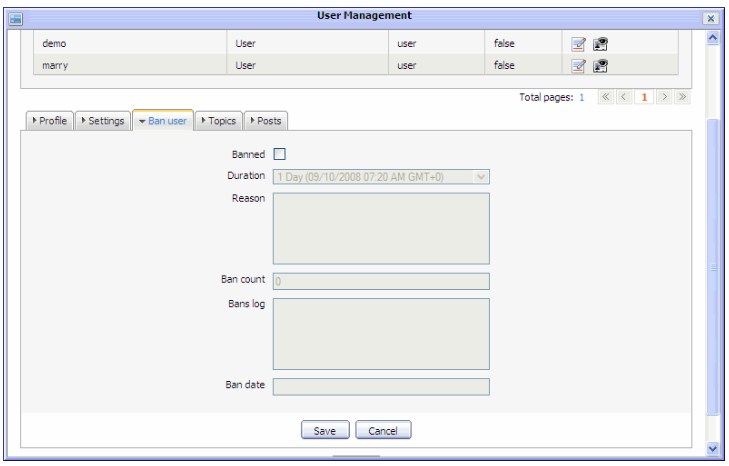 User Management
demo User user false
marry User user false
Total pages: 1 « < 1 > »
Profile Settings Ban user Topics Posts
Banned
Duration 1 Day (09/10/2008 07:20 AM GMT+0)
Reason
Ban count 0
Bans log
Ban date
Save Cancel